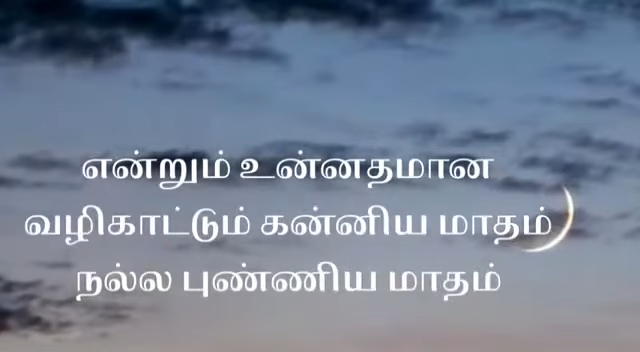 என்றும் உன்னதமான
வழிகாட்டும் கன்னிய மாதம்
நல்ல புண்ணிய மாதம்